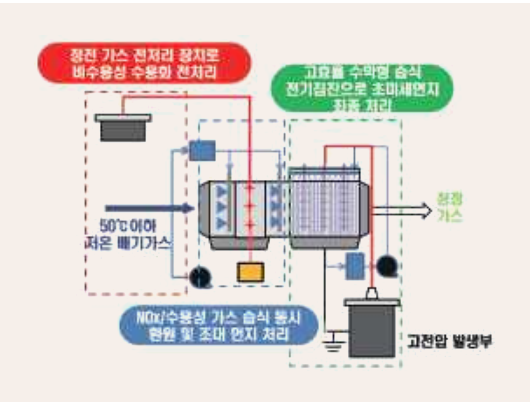 정전 가스 전처리 장치로
비수용성 수용화 전처리
고효율 수막형 습식
전기집진으로 초미세먼지
최종 처리
50℃이하
저온 배기가스
청정
가스
NOx/수용성 가스 습식 동시
환원 및 조대 먼지 처리
고전압 발생부